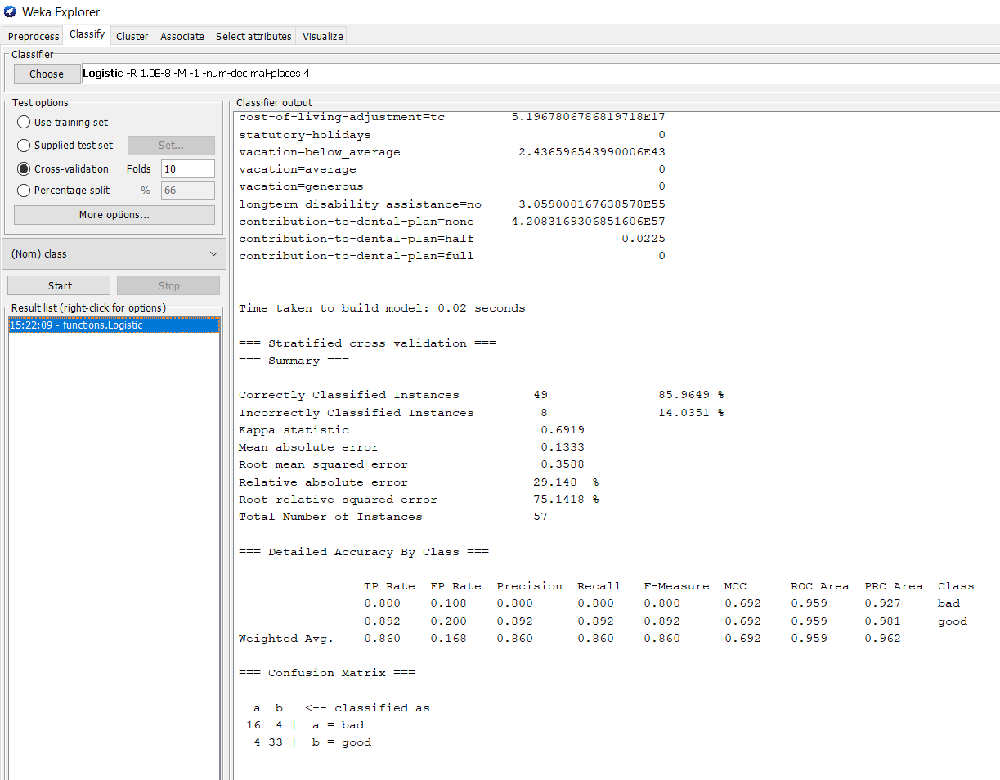 Weka Explorer
Preprocess Classify Cluster Associate Select attributes Visualize
Classifier
Choose Logistic -R 1.0E-8 -M -1 -num-decimal-places 4
Test options
Use training set
Supplied test set Set...
Cross-validation Folds 10
Percentage split % 66
More options...
(Nom) class
Start Stop
Result list (right-click for options)
15:22:09 - functions.Logistic
Classifier output
cost-of-living-adjustment=tc 5.1967806786819718E17
statutory-holidays 0
vacation=below_average 2.436596543990006E43
vacation=average 0
vacation=generous 0
longterm-disability-assistance=no 3.059000167638578E55
contribution-to-dental-plan=none 4.2083169306851606E57
contribution-to-dental-plan=half 0.0225
contribution-to-dental-plan=full 0
Time taken to build model: 0.02 seconds
=== Stratified cross-validation ===
=== Summary ===
Correctly Classified Instances 49 85.9649 %
Incorrectly Classified Instances 8 14.0351 %
Kappa statistic 0.6919
Mean absolute error 0.1333
Root mean squared error 0.3588
Relative absolute error 29.148 %
Root relative squared error 75.1418 %
Total Number of Instances 57
=== Detailed Accuracy By Class ===
TP Rate FP Rate Precision Recall F-Measure MCC ROC Area PRC Area Class
0.800 0.108 0.800 0.800 0.800 0.692 0.959 0.927 bad
0.892 0.200 0.892 0.892 0.892 0.692 0.959 0.981 good
Weighted Avg. 0.860 0.168 0.860 0.860 0.860 0.692 0.959 0.962
=== Confusion Matrix ===
a b <-- classified as
16 4 | a = bad
4 33 | b = good